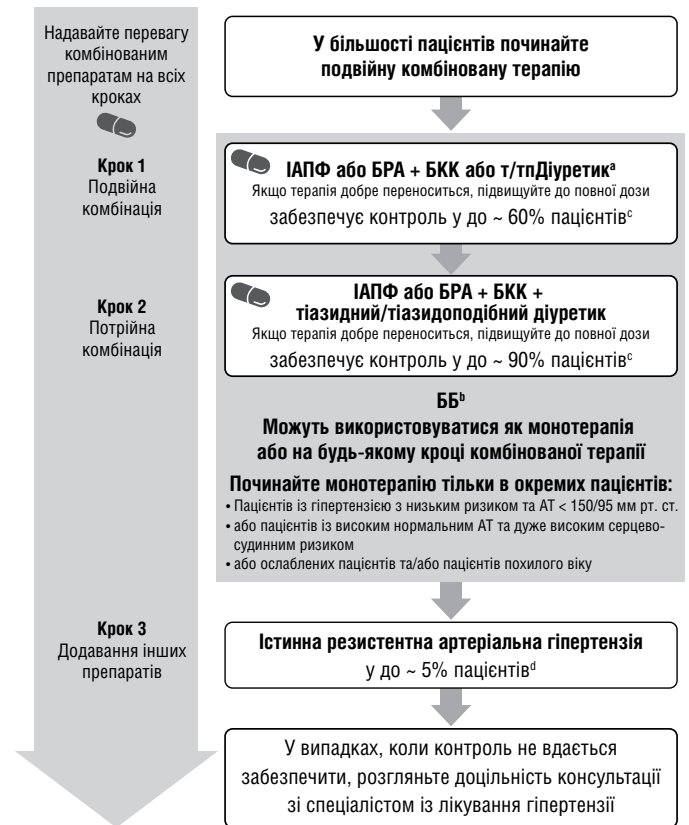 Надавайте перевагу
комбінованим
препаратам на всіх
кроках
У більшості пацієнтів починайте
подвійну комбіновану терапію
Крок 1
Подвійна
комбінація
ІАПФ або БРА + БКК або т/тпДіуретикᵃ
Якщо терапія добре переноситься, підвищуйте до повної дози
забезпечує контроль у до ~ 60% пацієнтівᶜ
Крок 2
Потрійна
комбінація
ІАПФ або БРА + БКК +
тіазидний/тіазидоподібний діуретик
Якщо терапія добре переноситься, підвищуйте до повної дози
забезпечує контроль у до ~ 90% пацієнтівᶜ
ББᵇ
Можуть використовуватися як монотерапія
або на будь-якому кроці комбінованої терапії
Починайте монотерапію тільки в окремих пацієнтів:
• Пацієнтів із гіпертензією з низьким ризиком та АТ < 150/95 мм рт. ст.
• або пацієнтів із високим нормальним АТ та дуже високим серцево-
судинним ризиком
• або ослаблених пацієнтів та/або пацієнтів похилого віку
Крок 3
Додавання інших
препаратів
Істинна резистентна артеріальна гіпертензія
у до ~ 5% пацієнтівᵈ
У випадках, коли контроль не вдається
забезпечити, розгляньте доцільність консультації
зі спеціалістом із лікування гіпертензії